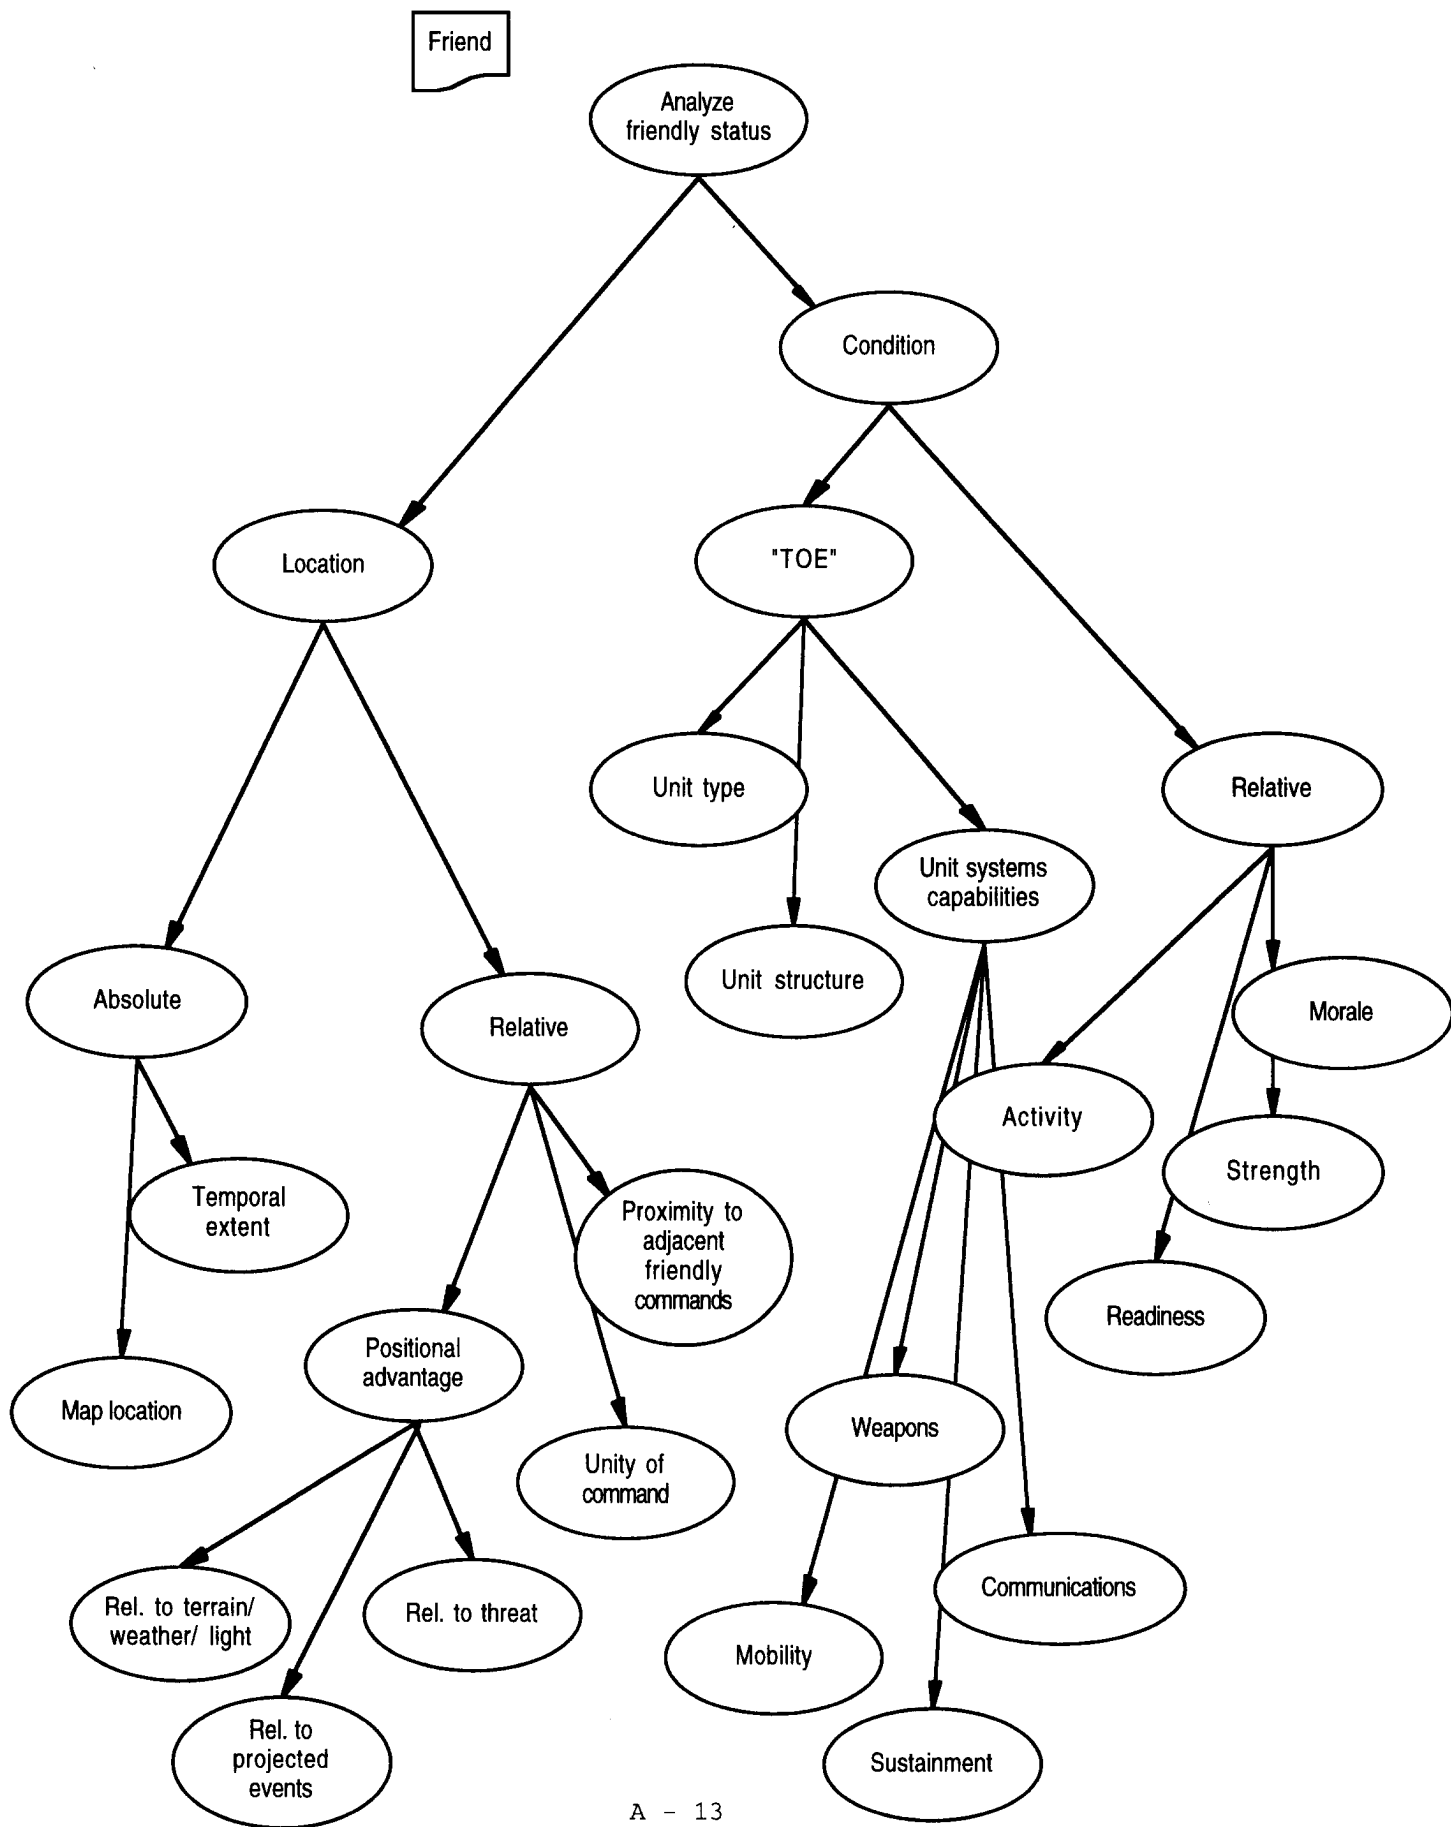 Friend
Analyze
friendly status
Condition
Location
"TOE"
Unit type
Relative
Unit systems
capabilities
Unit structure
Absolute
Relative
Morale
Activity
Strength
Temporal
extent
Proximity to
adjacent
friendly
commands
Readiness
Positional
advantage
Map location
Weapons
Unity of
command
Communications
Rel. to terrain/
weather/ light
Rel. to threat
Mobility
Rel. to
projected
events
Sustainment
A - 13